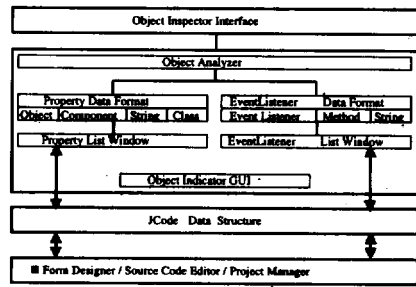 Object Inspector Interface
Object Analyzer
Property Data Format
Object Component String Class
Property List Window
EventListener Data Format
Event Listener Method String
EventListener List Window
Object Indicator GUI
JCode Data Structure
Form Designer / Source Code Editor / Project Manager